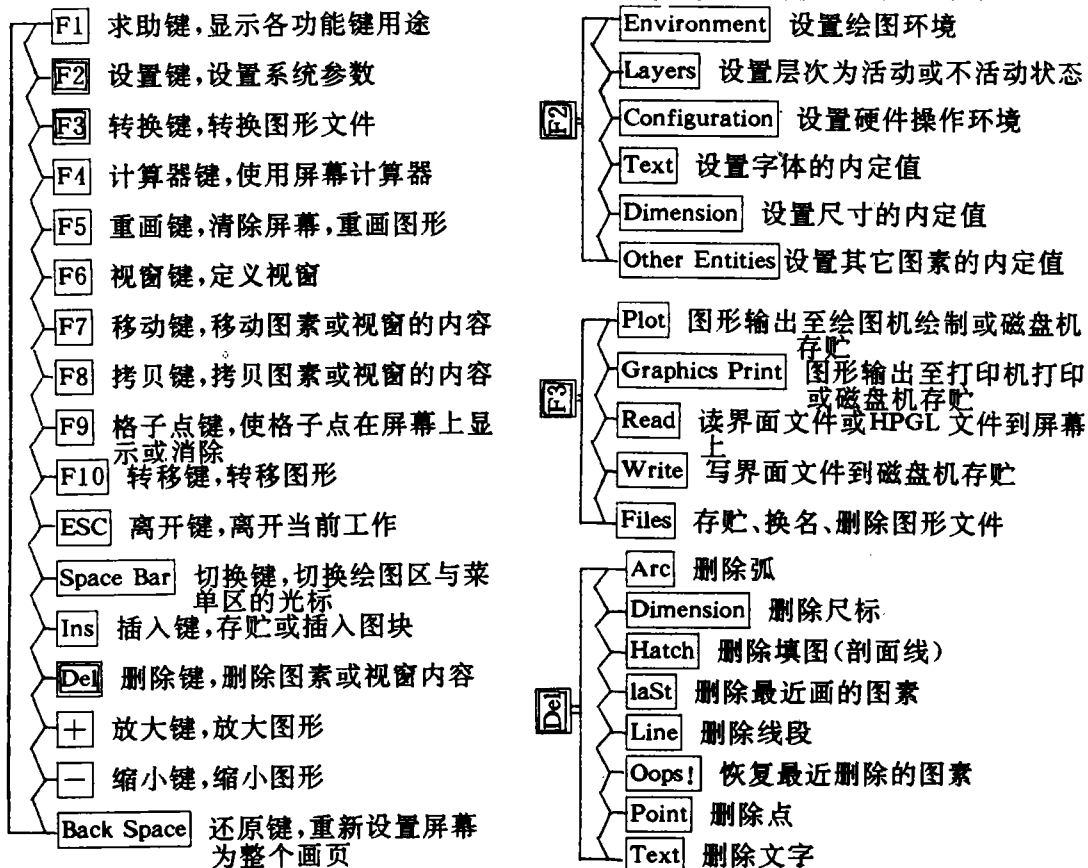 F1 求助键,显示各功能键用途
F2 设置键,设置系统参数
F3 转换键,转换图形文件
F4 计算器键,使用屏幕计算器
F5 重画键,清除屏幕,重画图形
F6 视窗键,定义视窗
F7 移动键,移动图素或视窗的内容
F8 拷贝键,拷贝图素或视窗的内容
F9 格子点键,使格子点在屏幕上显
示或消除
F10 转移键,转移图形
ESC 离开键,离开当前工作
Space Bar 切换键,切换绘图区与菜
单区的光标
Ins 插入键,存贮或插入图块
Del 删除键,删除图素或视窗内容
+ 放大键,放大图形
- 缩小键,缩小图形
Back Space 还原键,重新设置屏幕
为整个画页
F2
Environment 设置绘图环境
Layers 设置层次为活动或不活动状态
Configuration 设置硬件操作环境
Text 设置字体的内定值
Dimension 设置尺寸的内定值
Other Entities 设置其它图素的内定值
F3
Plot 图形输出至绘图机绘制或磁盘机
存贮
Graphics Print 图形输出至打印机打印
或磁盘机存贮
Read 读界面文件或HPGL文件到屏幕
上
Write 写界面文件到磁盘机存贮
Files 存贮、换名、删除图形文件
Del
Arc 删除弧
Dimension 删除尺标
Hatch 删除填图(剖面线)
laSt 删除最近画的图素
Line 删除线段
Oops! 恢复最近删除的图素
Point 删除点
Text 删除文字